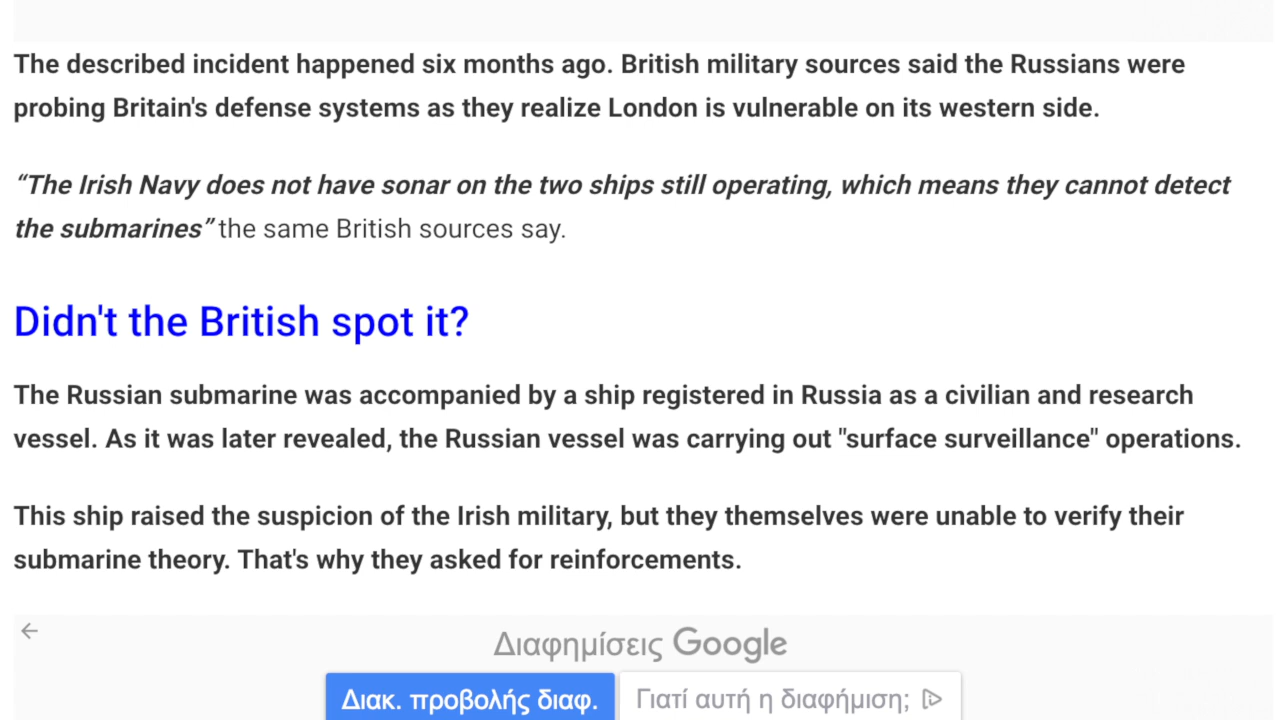 The described incident happened six months ago. British military sources said the Russians were
probing Britain's defense systems as they realize London is vulnerable on its western side.
“The Irish Navy does not have sonar on the two ships still operating, which means they cannot detect
the submarines” the same British sources say.
Didn't the British spot it?
The Russian submarine was accompanied by a ship registered in Russia as a civilian and research
vessel. As it was later revealed, the Russian vessel was carrying out "surface surveillance" operations.
This ship raised the suspicion of the Irish military, but they themselves were unable to verify their
submarine theory. That's why they asked for reinforcements.
Διαφημίσεις Google
Διακ. προβολής διαφ.
Γιατί αυτή η διαφήμιση;